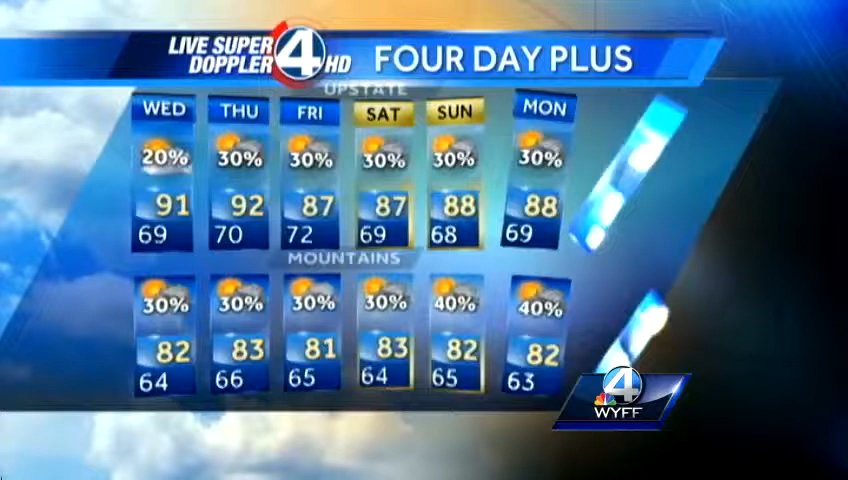 LIVE SUPER
DOPPLER 4 HD
FOUR DAY PLUS
UPSTATE
WED THU FRI SAT SUN MON
20% 30% 30% 30% 30% 30%
91 92 87 87 88 88
69 70 72 69 68 69
MOUNTAINS
30% 30% 30% 30% 40% 40%
82 83 81 83 82 82
64 66 65 64 65 63
4
WYFF